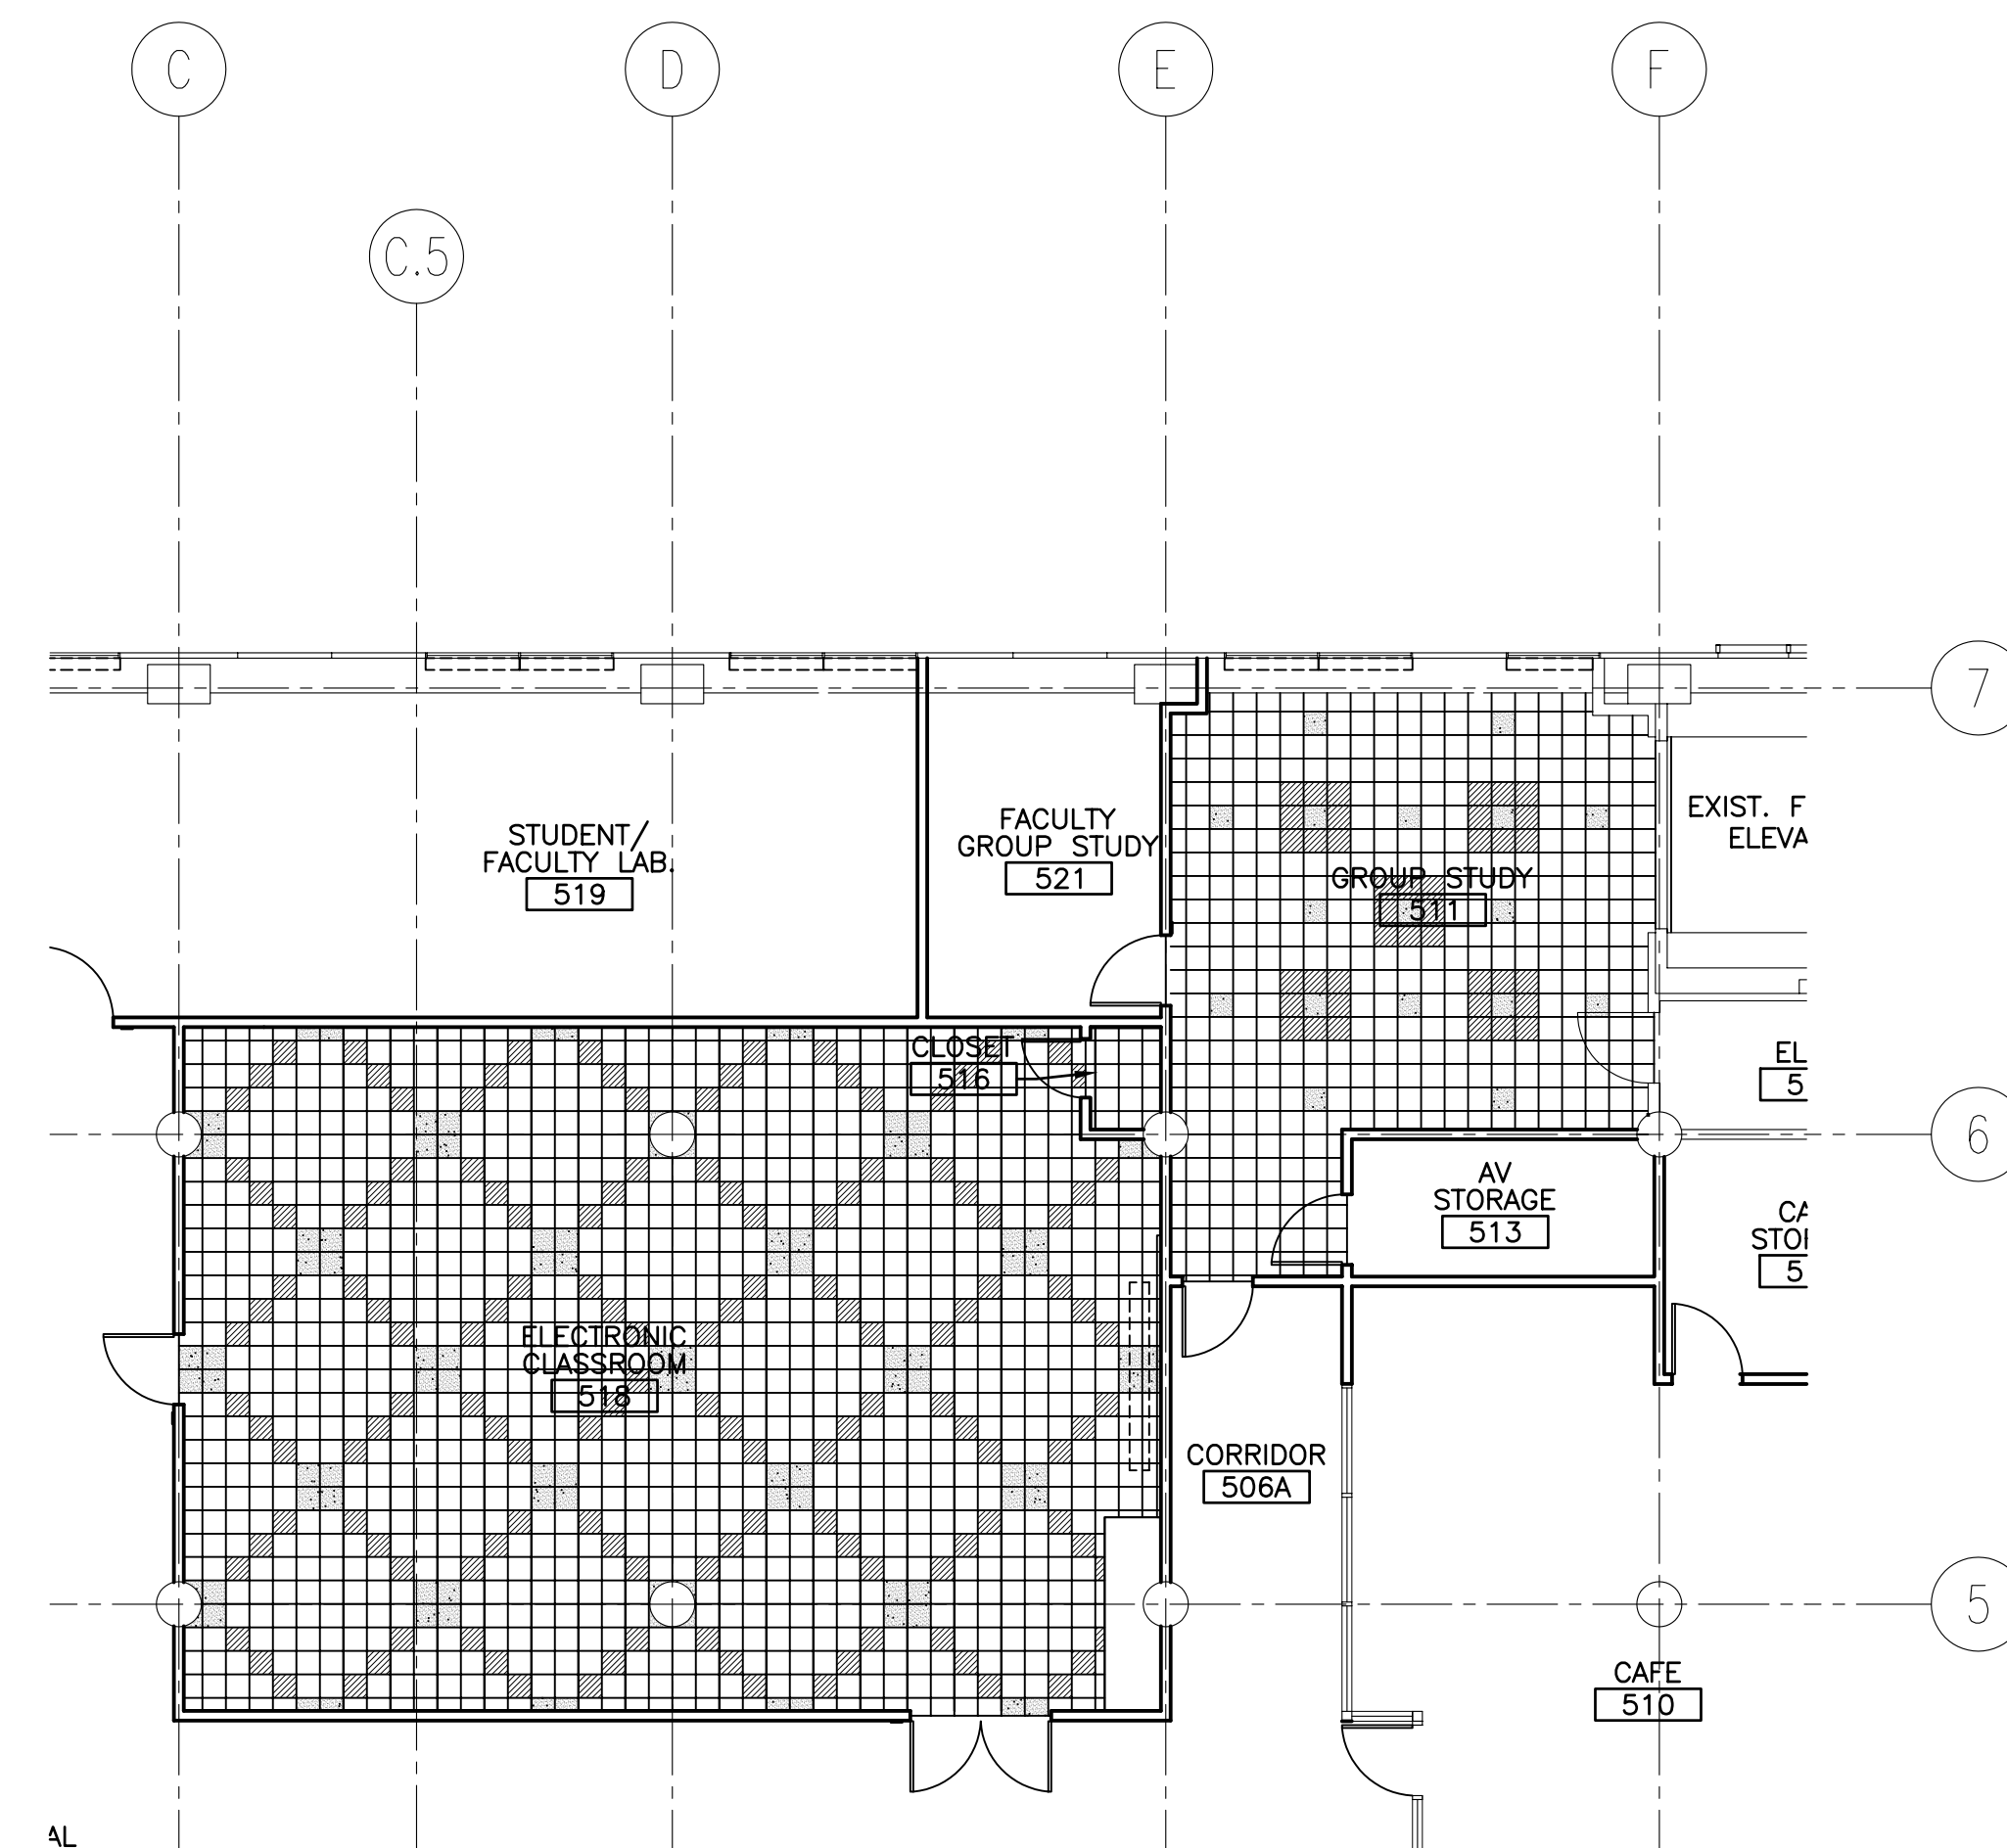 C
D
E
F
C.5
7
EXIST. F
ELEVA
FACULTY
GROUP STUDY
521
STUDENT/
FACULTY LAB.
519
GROUP STUDY
511
CLOSET
516
EL
5
6
AV
STORAGE
513
CA
STOR
5
ELECTRONIC
CLASSROOM
518
CORRIDOR
506A
5
CAFE
510
AL